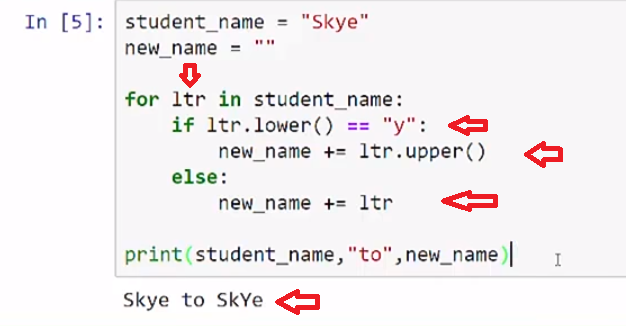 In [5]: student_name = "Skye"
new_name = ""
for ltr in student_name:
if ltr.lower() == "y":
new_name += ltr.upper()
else:
new_name += ltr
print(student_name,"to",new_name)
Skye to SkYe